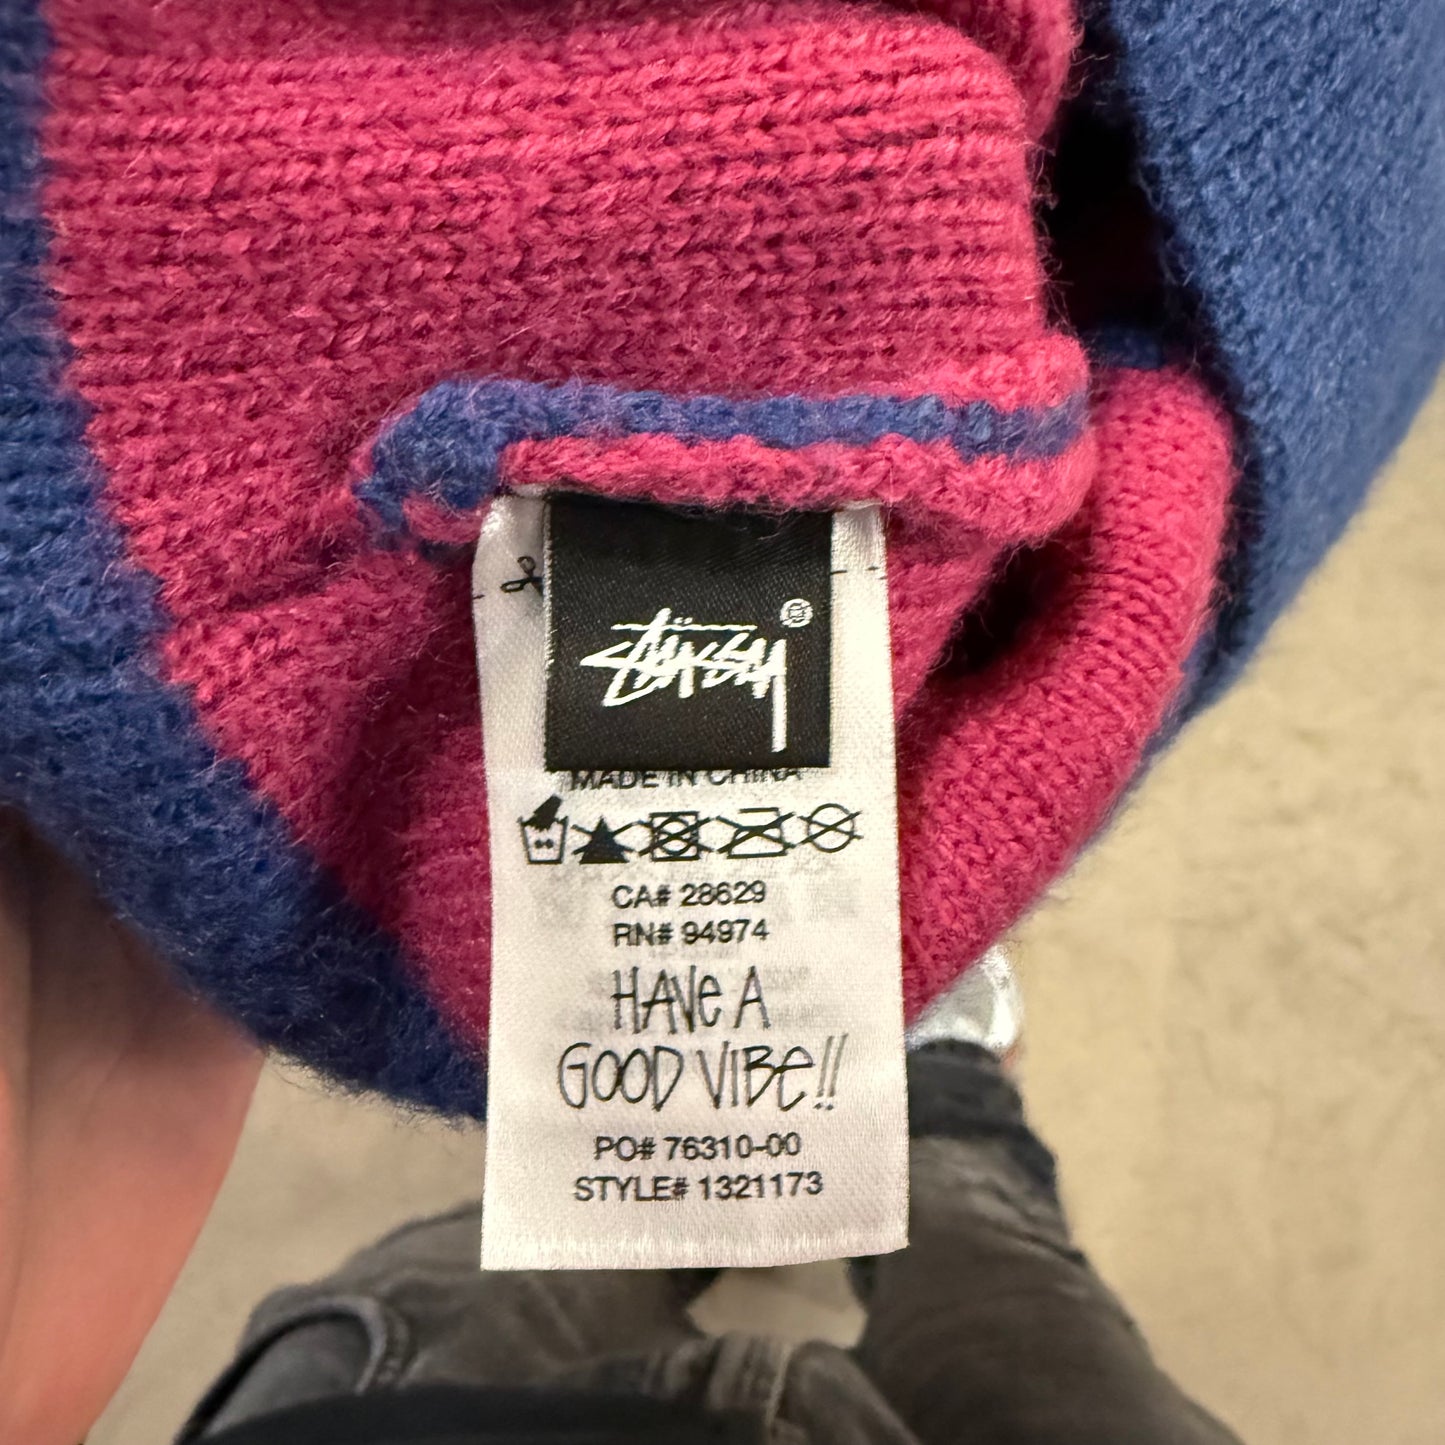 STÜSSY ®
MADE IN CHINA
CA# 28629
RN# 94974
HAVE A
GOOD VIBE!!
PO# 76310-00
STYLE# 1321173